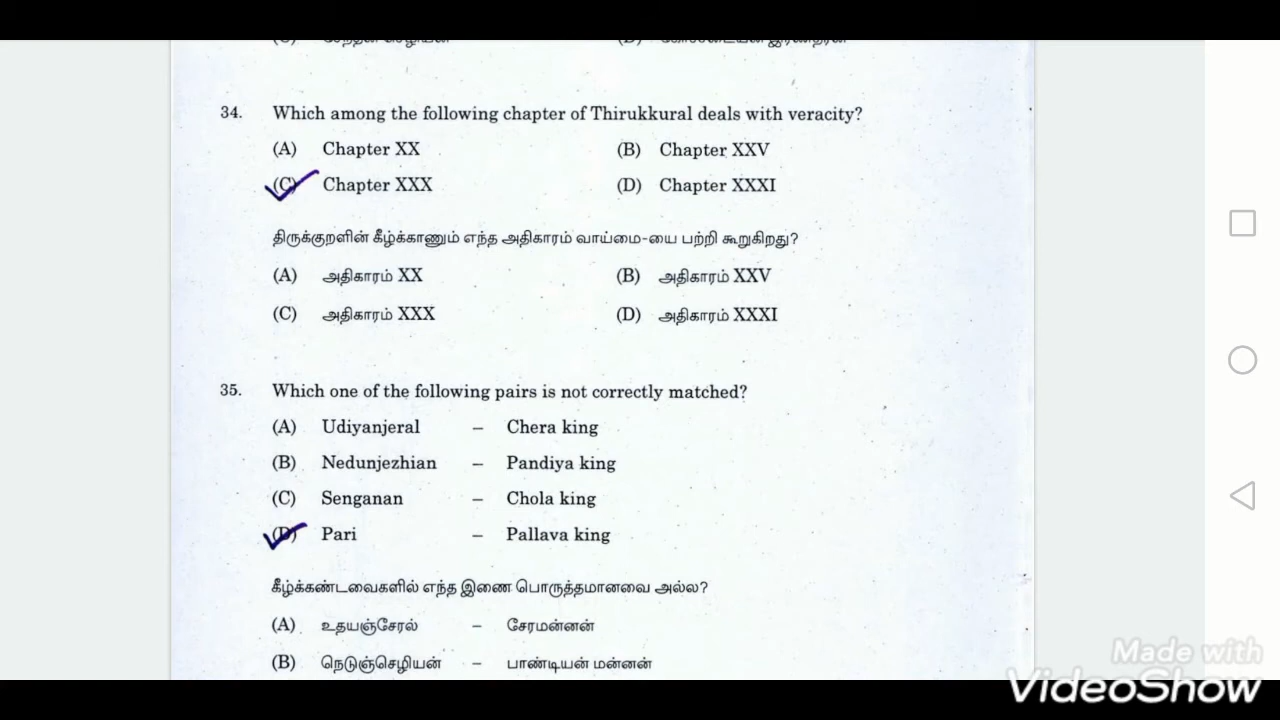 34. Which among the following chapter of Thirukkural deals with veracity?
(A) Chapter XX (B) Chapter XXV
(C) Chapter XXX (D) Chapter XXXI
திருக்குறளின் கீழ்க்காணும் எந்த அதிகாரம் வாய்மை-யை பற்றி கூறுகிறது?
(A) அதிகாரம் XX (B) அதிகாரம் XXV
(C) அதிகாரம் XXX (D) அதிகாரம் XXXI
35. Which one of the following pairs is not correctly matched?
(A) Udiyanjeral – Chera king
(B) Nedunjezhian – Pandiya king
(C) Senganan – Chola king
(D) Pari – Pallava king
கீழ்க்கண்டவைகளில் எந்த இணை பொருத்தமானவை அல்ல?
(A) உதயஞ்சேரல் – சேரமன்னன்
(B) நெடுஞ்செழியன் – பாண்டியன் மன்னன்
Made with
VideoShow